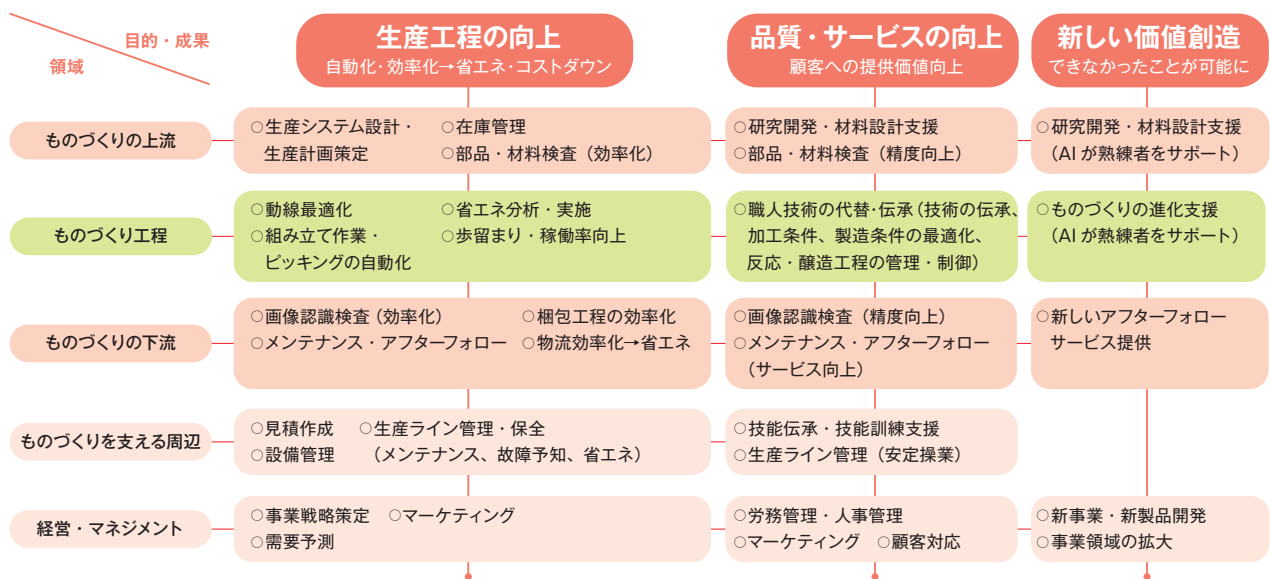 目的・成果
領域
生産工程の向上
自動化・効率化→省エネ・コストダウン
品質・サービスの向上
顧客への提供価値向上
新しい価値創造
できなかったことが可能に
ものづくりの上流
○生産システム設計・
生産計画策定
○在庫管理
○部品・材料検査（効率化）
○研究開発・材料設計支援
○部品・材料検査（精度向上）
○研究開発・材料設計支援
（AIが熟練者をサポート）
ものづくり工程
○動線最適化
○組み立て作業・
ピッキングの自動化
○省エネ分析・実施
○歩留まり・稼働率向上
○職人技術の代替・伝承（技術の伝承、
加工条件、製造条件の最適化、
反応・醸造工程の管理・制御）
○ものづくりの進化支援
（AIが熟練者をサポート）
ものづくりの下流
○画像認識検査（効率化）
○メンテナンス・アフターフォロー
○梱包工程の効率化
○物流効率化→省エネ
○画像認識検査（精度向上）
○メンテナンス・アフターフォロー
（サービス向上）
○新しいアフターフォロー
サービス提供
ものづくりを支える周辺
○見積作成
○設備管理
○生産ライン管理・保全
（メンテナンス、故障予知、省エネ）
○技能伝承・技能訓練支援
○生産ライン管理（安定操業）
経営・マネジメント
○事業戦略策定 ○マーケティング
○需要予測
○労務管理・人事管理
○マーケティング ○顧客対応
○新事業・新製品開発
○事業領域の拡大